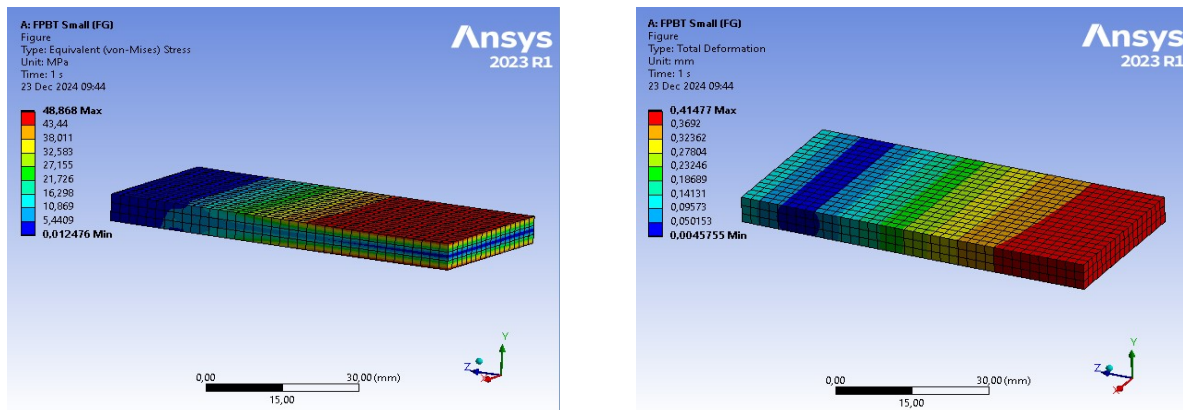 A: FPBT Small (FG)
Figure
Type: Equivalent (von-Mises) Stress
Unit: MPa
Time: 1 s
23 Dec 2024 09:44
48,868 Max
43,44
38,011
32,583
27,155
21,726
16,298
10,869
5,4409
0,012476 Min
Ansys
2023 R1
0,00
30,00 (mm)
15,00
Y
Z
X
A: FPBT Small (FG)
Figure
Type: Total Deformation
Unit: mm
Time: 1 s
23 Dec 2024 09:44
0,41477 Max
0,3692
0,32362
0,27804
0,23246
0,18689
0,14131
0,09573
0,050153
0,0045755 Min
Ansys
2023 R1
0,00
30,00 (mm)
15,00
Y
Z
X